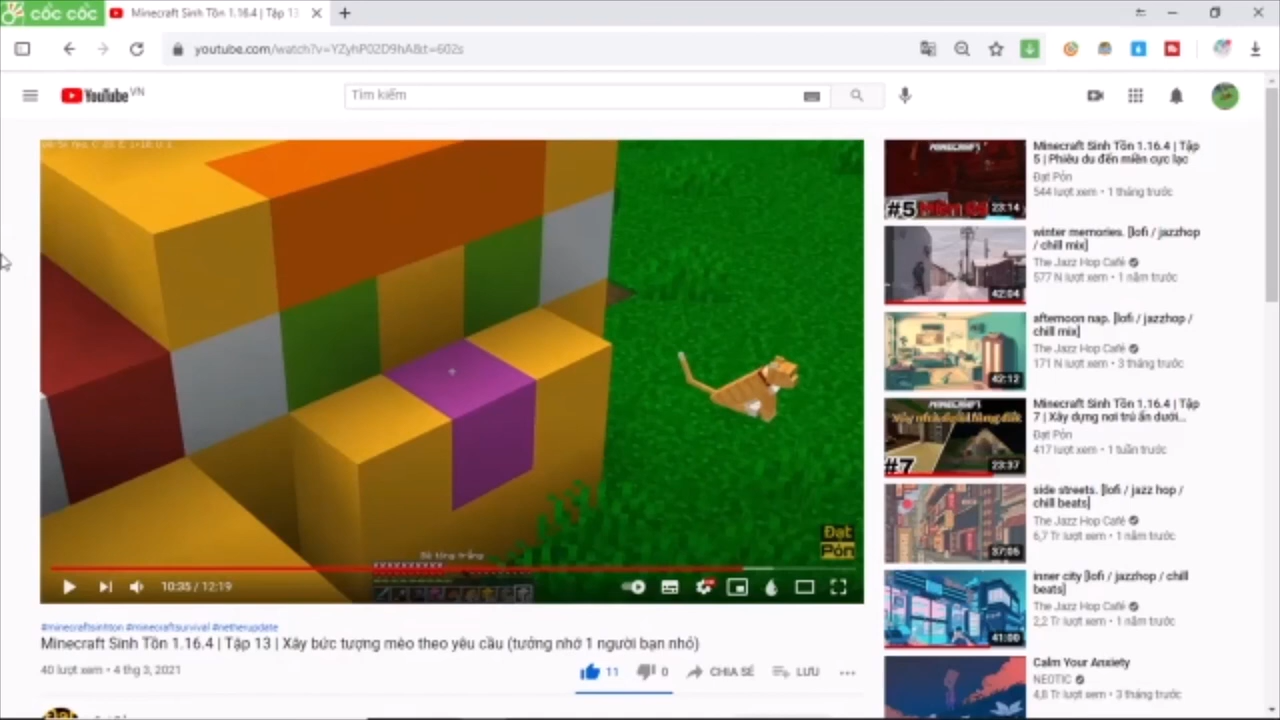 cốc cốc
Minecraft Sinh Tồn 1.16.4 | Tập 13
youtube.com/watch?v=YZyhP02D9hA&t=602s
YouTube VN
Tìm kiếm
Đạt
Pón
Bê tông trắng
10:35 / 12:19
#minecraftsinhton #minecraftsurvival #netherupdate
Minecraft Sinh Tồn 1.16.4 | Tập 13 | Xây bức tượng mèo theo yêu cầu (tưởng nhớ 1 người bạn nhỏ)
40 lượt xem • 4 thg 3, 2021
11
0
CHIA SẺ
LƯU
MINECRAFT
#5
23:14
Minecraft Sinh Tồn 1.16.4 | Tập
5 | Phiêu du đến miền cực lạc
Đạt Pón
544 lượt xem • 1 tháng trước
42:04
winter memories. [lofi / jazzhop
/ chill mix]
The Jazz Hop Café
577 N lượt xem • 1 năm trước
42:12
afternoon nap. [lofi / jazzhop /
chill mix]
The Jazz Hop Café
171 N lượt xem • 3 tháng trước
MINECRAFT
#7
23:37
Minecraft Sinh Tồn 1.16.4 | Tập
7 | Xây dựng nơi trú ẩn dưới...
Đạt Pón
417 lượt xem • 1 tuần trước
37:06
side streets. [lofi / jazz hop /
chill beats]
The Jazz Hop Café
6,7 Tr lượt xem • 1 năm trước
41:00
inner city [lofi / jazzhop / chill
beats]
The Jazz Hop Café
2,2 Tr lượt xem • 1 năm trước
Calm Your Anxiety
NEOTIC
4,8 Tr lượt xem • 3 tháng trước